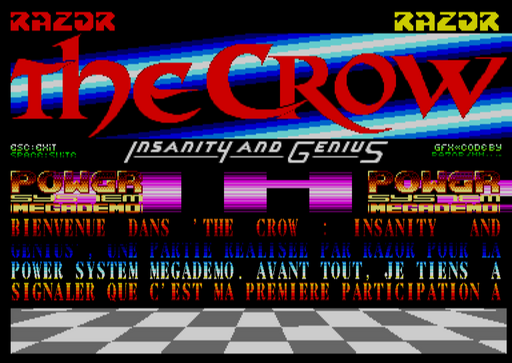 RAZOR RAZOR
The CROW
INSANITY AND GENIUS
ESC:EXIT GFX+CODE BY
POWER POWER
SYSTEM SYSTEM
MEGADEMO MEGADEMO
BIENVENUE DANS 'THE CROW : INSANITY AND
GENIUS', UNE PARTIE REALISEE PAR RAZOR POUR LA
POWER SYSTEM MEGADEMO. AVANT TOUT, JE TIENS A
SIGNALER QUE C'EST MA PREMIERE PARTICIPATION A